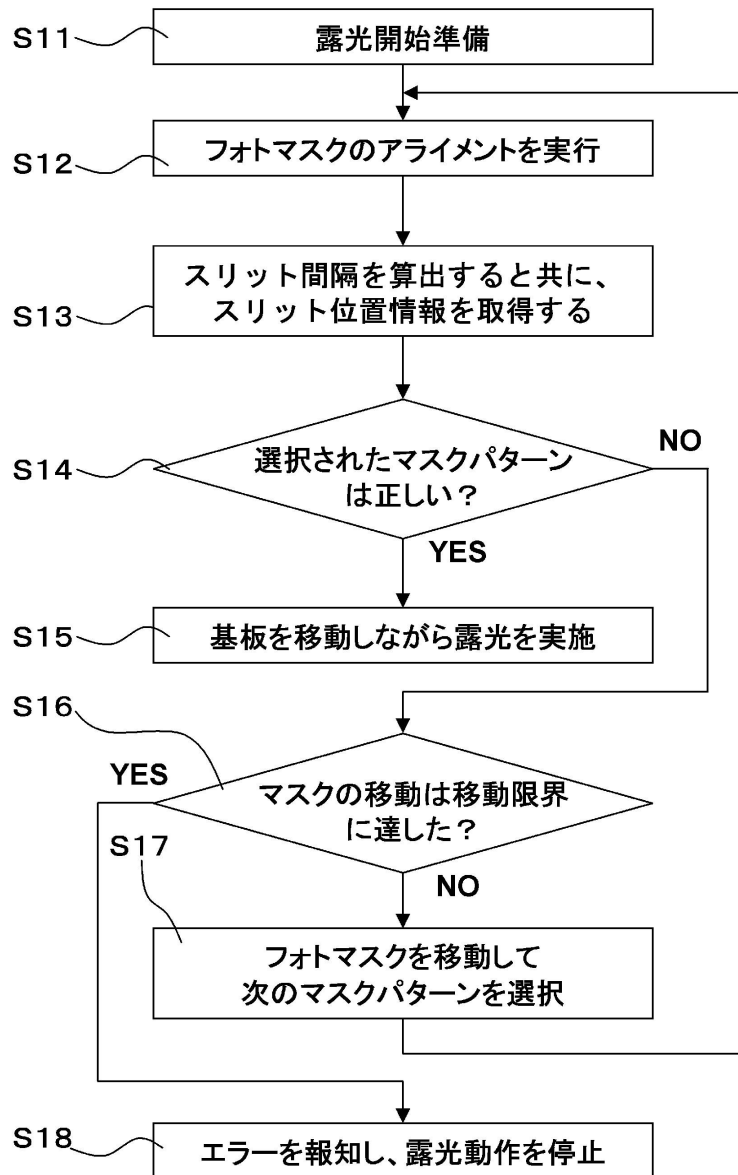 S11
露光開始準備
S12
フォトマスクのアライメントを実行
S13
スリット間隔を算出すると共に、
スリット位置情報を取得する
S14
選択されたマスクパターン
は正しい？
NO
YES
S15
基板を移動しながら露光を実施
S16
YES
マスクの移動は移動限界
に達した？
S17
NO
フォトマスクを移動して
次のマスクパターンを選択
S18
エラーを報知し、露光動作を停止